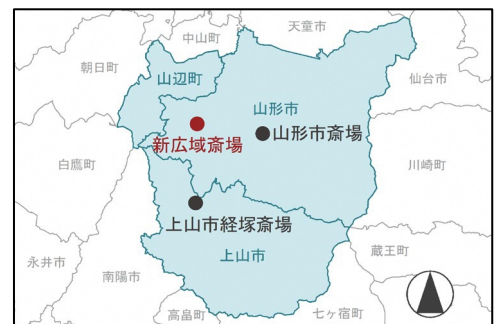 天童市
中山町
朝日町
山辺町
仙台市
山形市
山形市斎場
新広域斎場
白鷹町
川崎町
上山市経塚斎場
蔵王町
上山市
永井市
南陽市
高畠町
七ヶ宿町